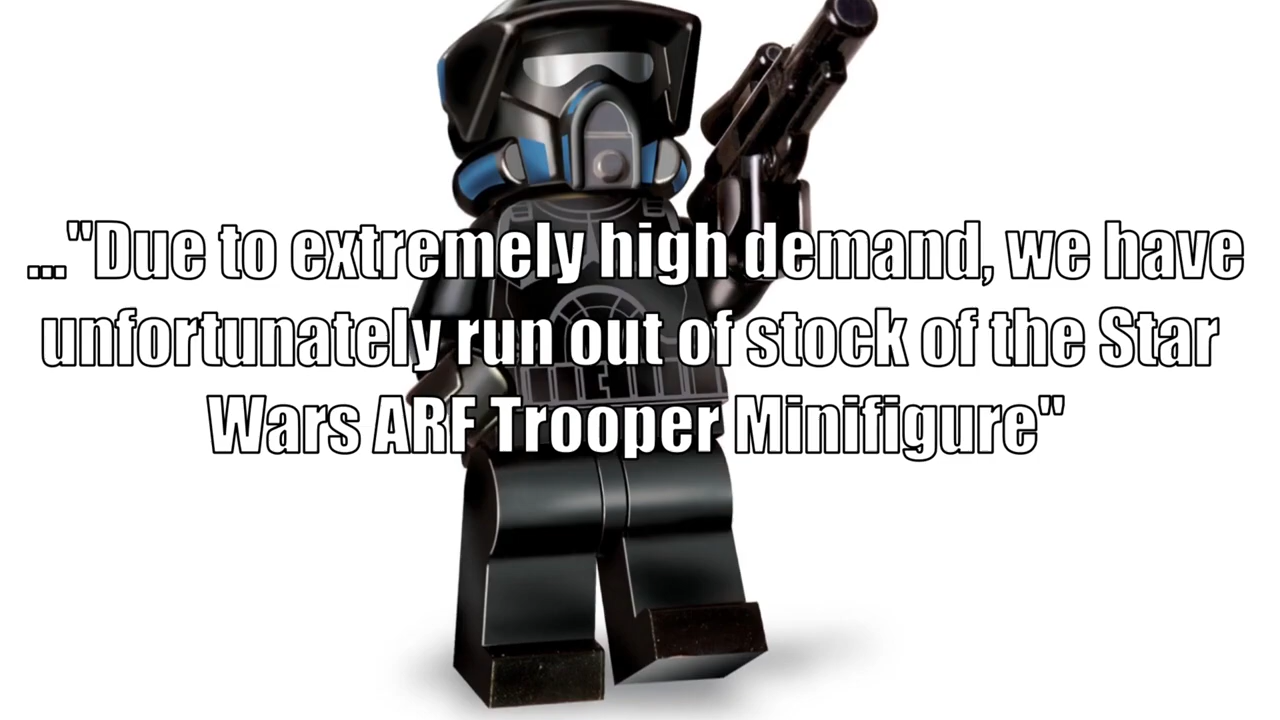 ..."Due to extremely high demand, we have
unfortunately run out of stock of the Star
Wars ARF Trooper Minifigure"